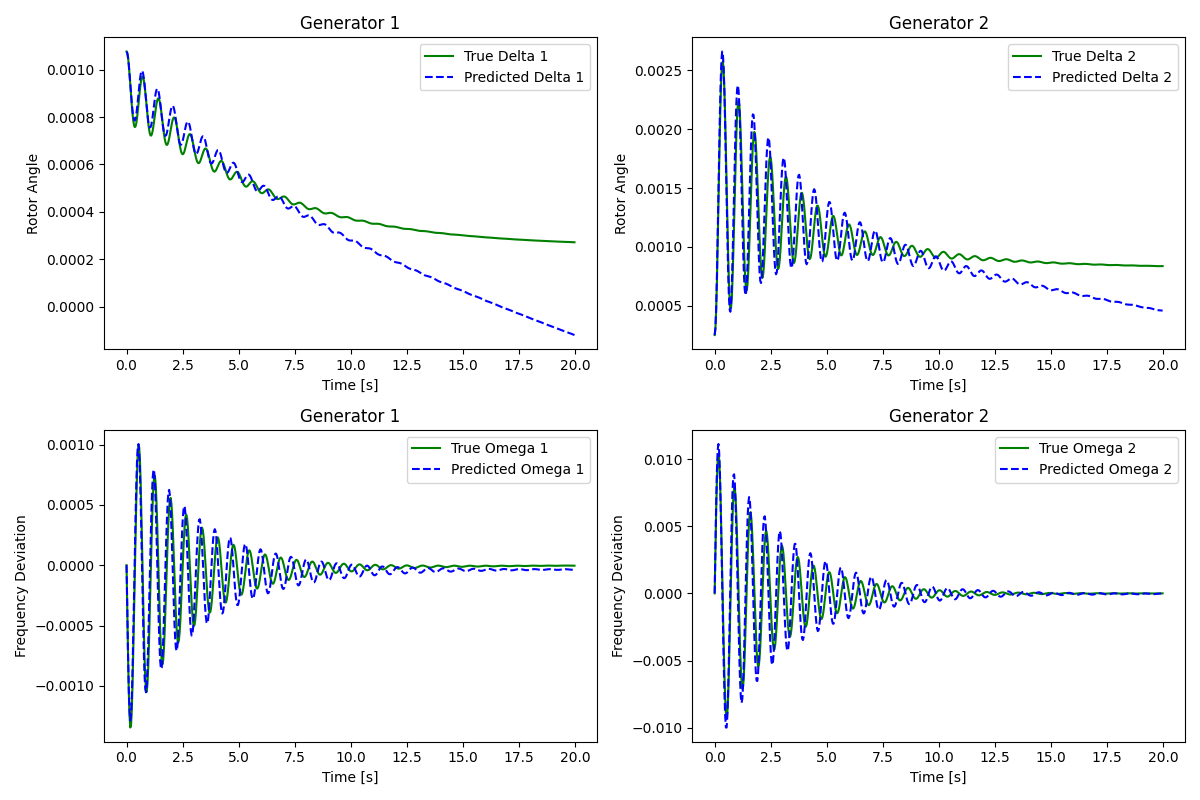 Generator 1
Rotor Angle
0.0010
0.0008
0.0006
0.0004
0.0002
0.0000
True Delta 1
Predicted Delta 1
0.0 2.5 5.0 7.5 10.0 12.5 15.0 17.5 20.0
Time [s]
Generator 2
Rotor Angle
0.0025
0.0020
0.0015
0.0010
0.0005
True Delta 2
Predicted Delta 2
0.0 2.5 5.0 7.5 10.0 12.5 15.0 17.5 20.0
Time [s]
Generator 1
Frequency Deviation
0.0010
0.0005
0.0000
−0.0005
−0.0010
True Omega 1
Predicted Omega 1
0.0 2.5 5.0 7.5 10.0 12.5 15.0 17.5 20.0
Time [s]
Generator 2
Frequency Deviation
0.010
0.005
0.000
−0.005
−0.010
True Omega 2
Predicted Omega 2
0.0 2.5 5.0 7.5 10.0 12.5 15.0 17.5 20.0
Time [s]